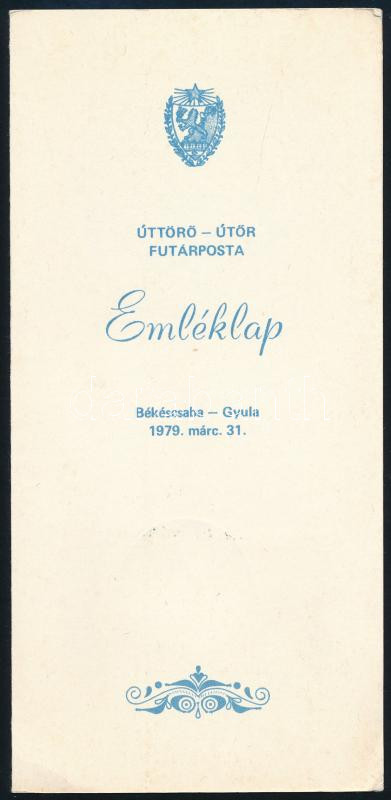 ÚTTÖRŐ – ÚTŐR
FUTÁRPOSTA
Emléklap
Békéscsaba – Gyula
1979. márc. 31.